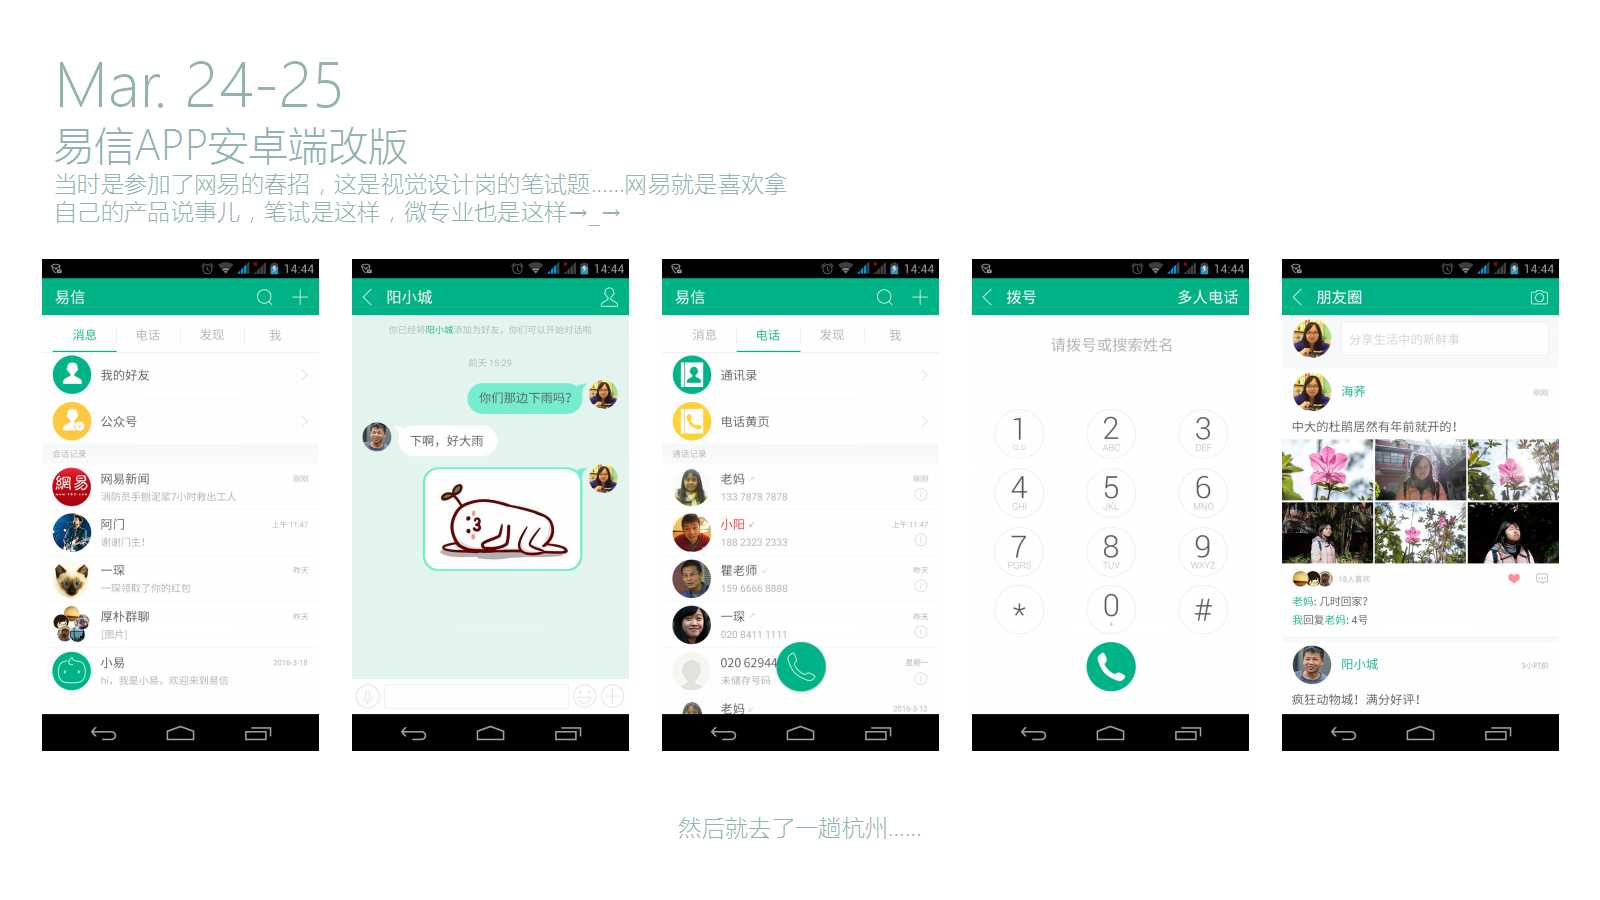 Mar. 24-25
易信APP安卓端改版
当时是参加了网易的春招，这是视觉设计岗的笔试题......网易就是喜欢拿
自己的产品说事儿，笔试是这样，微专业也是这样→_→
14:44
易信
消息 电话 发现 我
我的好友
公众号
会话记录
網易
网易新闻 刚刚
消防员手刨泥浆7小时救出工人
阿门 上午 11:47
谢谢门主！
一琛 昨天
一琛领取了你的红包
厚朴群聊 昨天
[图片]
小易 2016-3-18
hi，我是小易，欢迎来到易信
14:44
阳小城
你已经将阳小城添加为好友，你们可以开始对话啦
前天 15:29
你们那边下雨吗？
下啊，好大雨
14:44
易信
消息 电话 发现 我
通讯录
电话黄页
通话记录
老妈 刚刚
133 7878 7878
小阳 上午 11:47
188 2323 2333
瞿老师 昨天
159 6666 8888
一琛 昨天
020 8411 1111
020 62944 星期一
未储存号码
老妈 2016-3-12
14:44
拨号 多人电话
请拨号或搜索姓名
1 2 3
ABC DEF
4 5 6
GHI JKL MNO
7 8 9
PQRS TUV WXYZ
* 0 #
+
14:44
朋友圈
分享生活中的新鲜事
海荞 刚刚
中大的杜鹃居然有年前就开的！
18人喜欢
老妈: 几时回家？
我回复老妈: 4号
阳小城 3小时前
疯狂动物城！满分好评！
然后就去了一趟杭州......